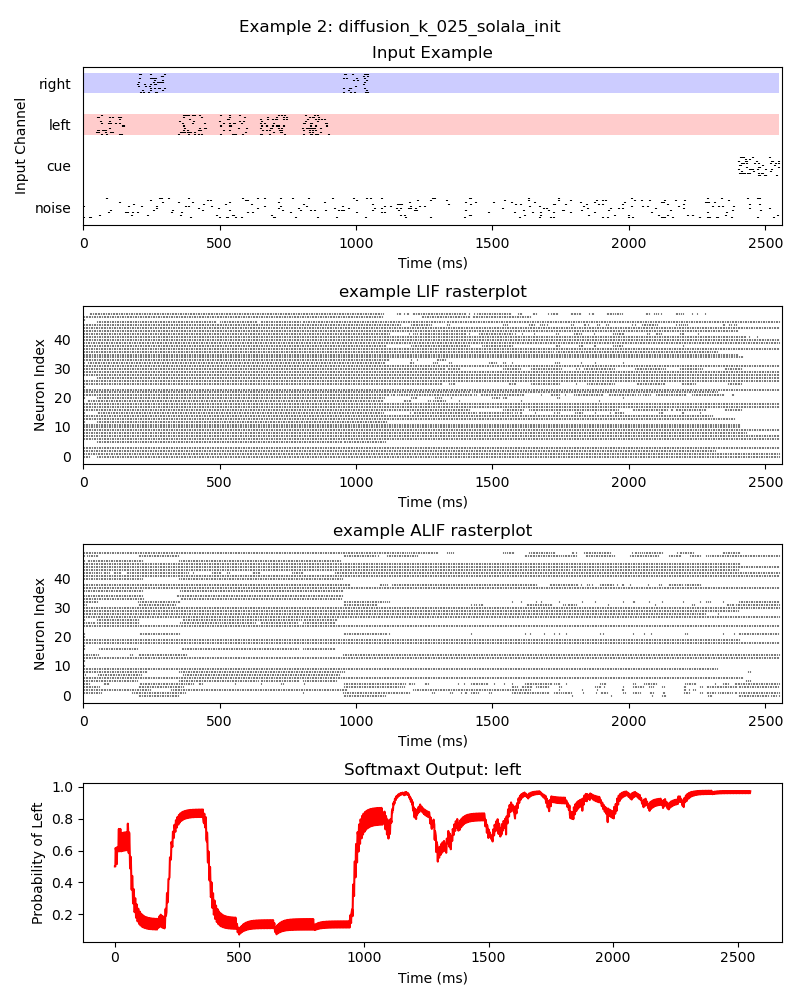 Example 2: diffusion_k_025_solala_init
Input Example
Input Channel
right
left
cue
noise
0 500 1000 1500 2000 2500
Time (ms)
example LIF rasterplot
Neuron Index
40
30
20
10
0
0 500 1000 1500 2000 2500
Time (ms)
example ALIF rasterplot
Neuron Index
40
30
20
10
0
0 500 1000 1500 2000 2500
Time (ms)
Softmaxt Output: left
Probability of Left
1.0
0.8
0.6
0.4
0.2
0 500 1000 1500 2000 2500
Time (ms)